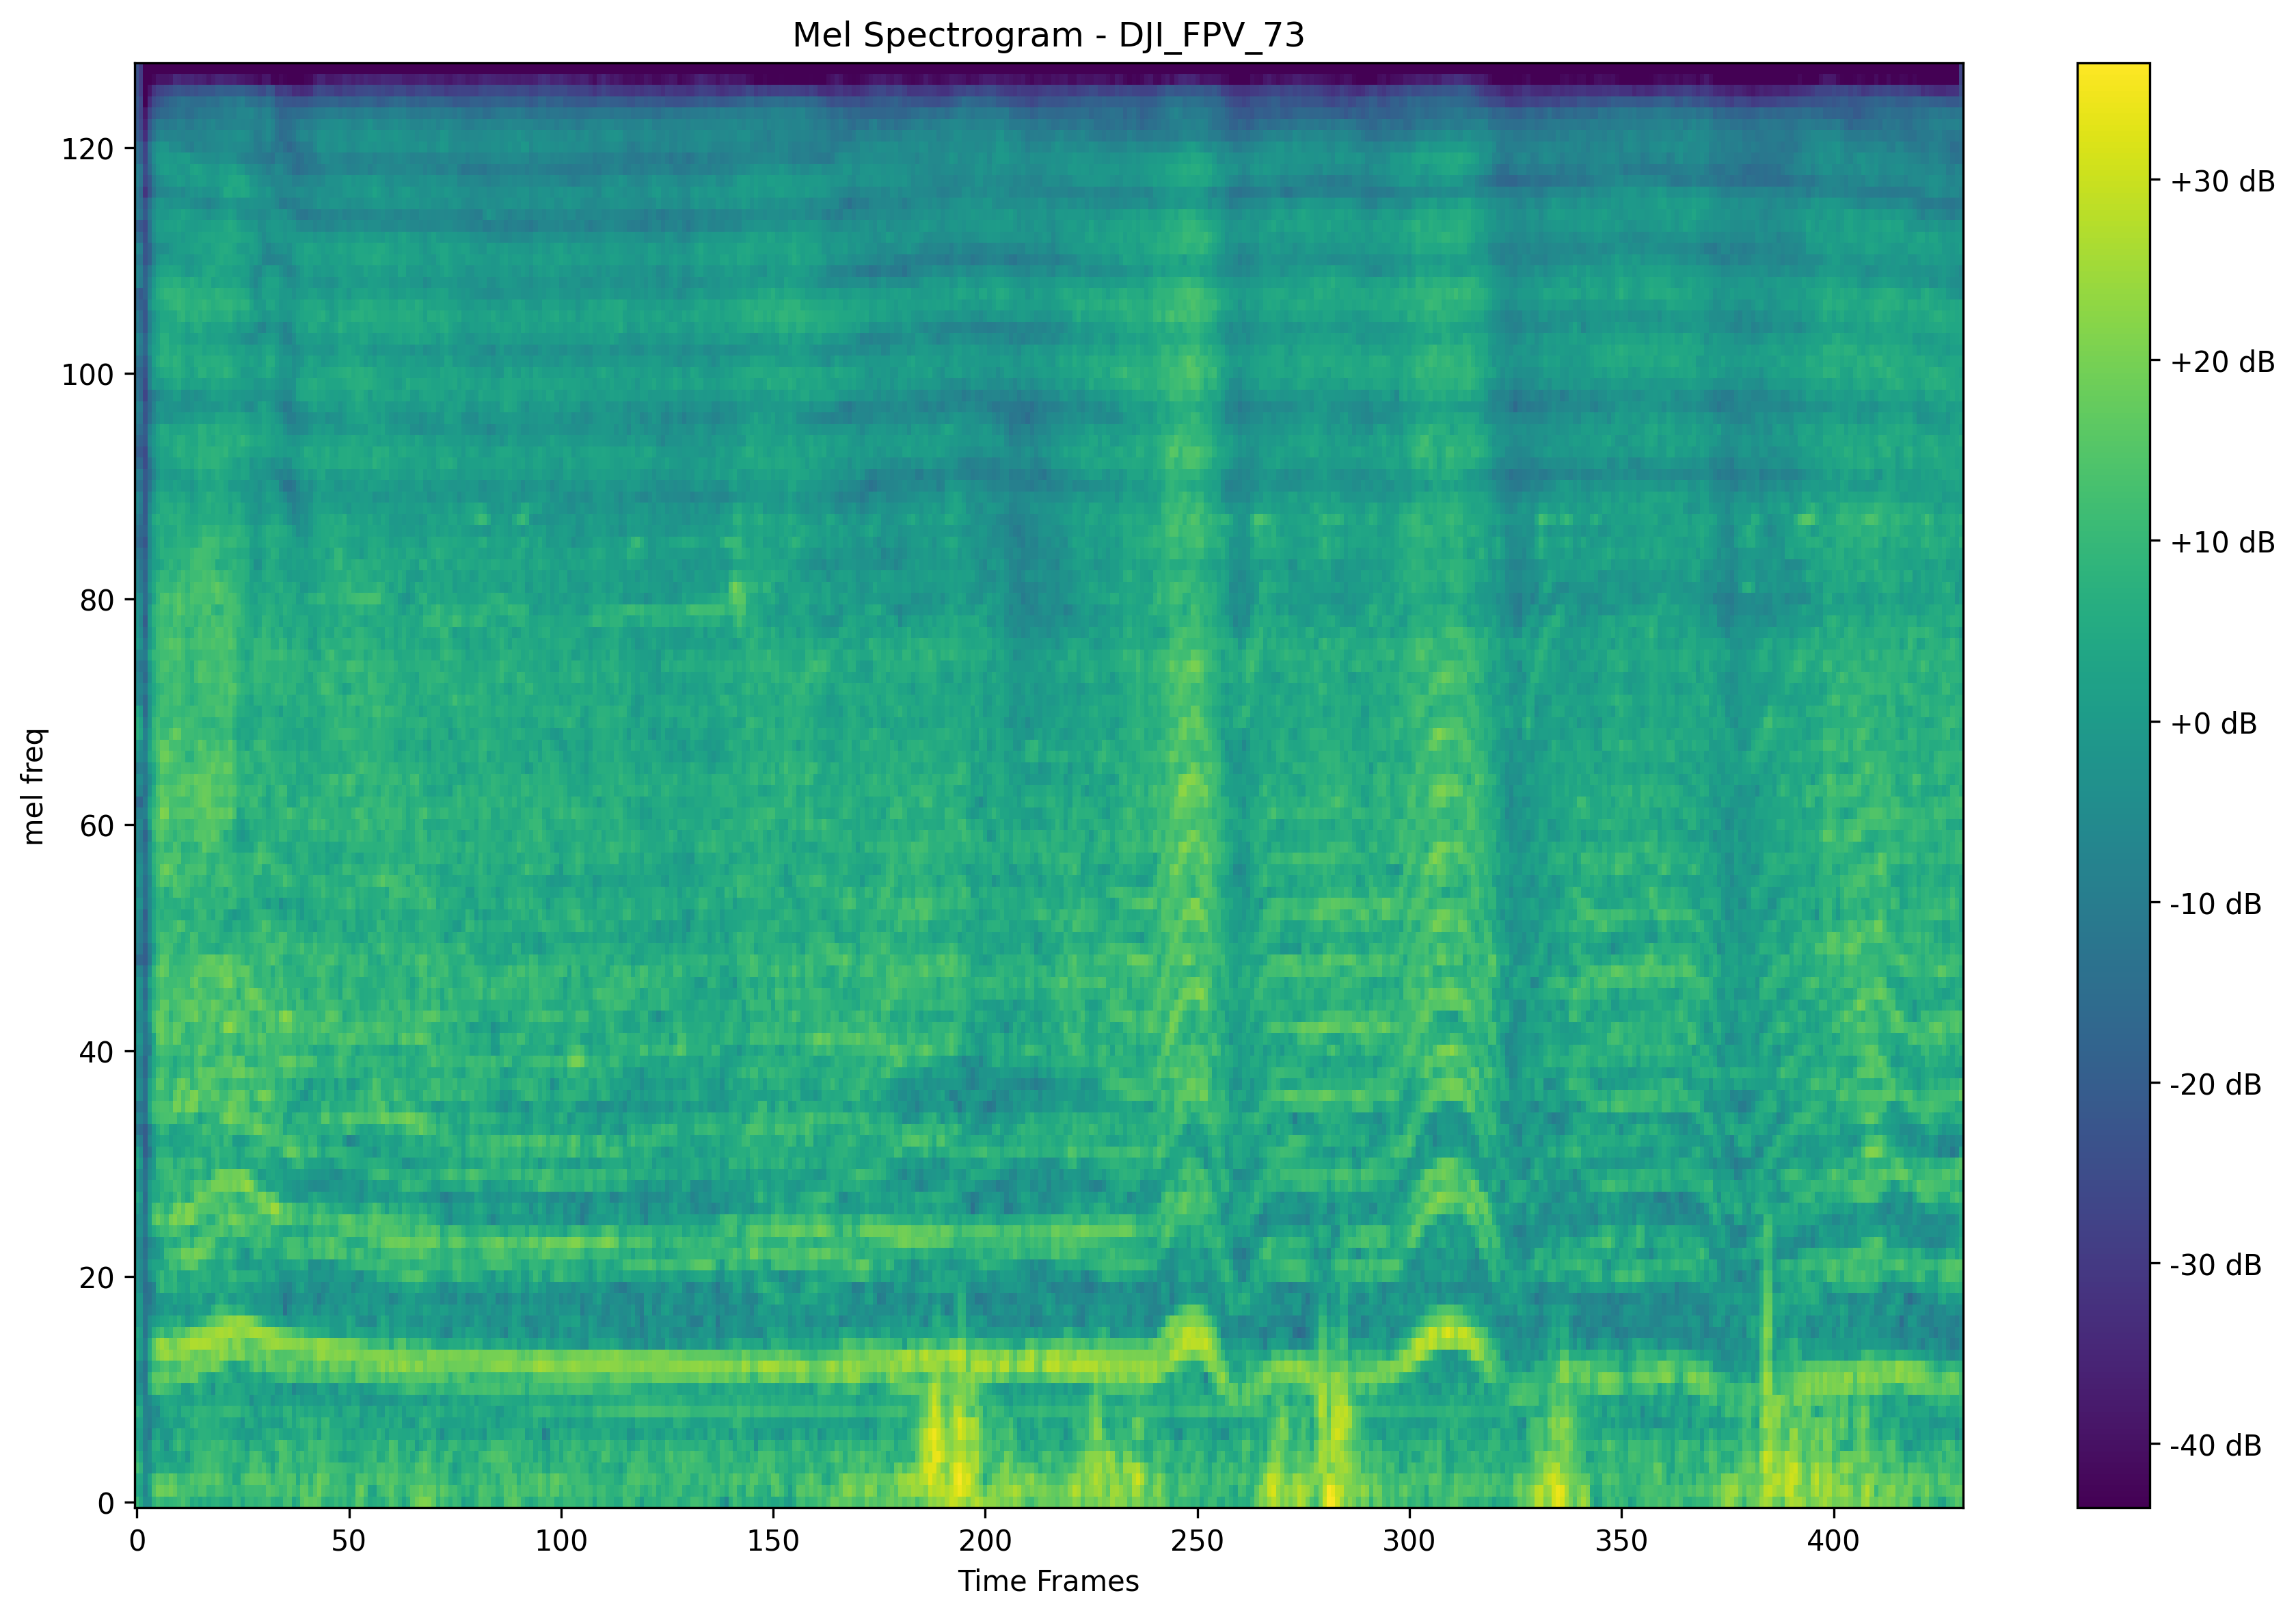 Mel Spectrogram - DJI_FPV_73
mel freq
120
100
80
60
40
20
0
0 50 100 150 200 250 300 350 400
Time Frames
+30 dB
+20 dB
+10 dB
+0 dB
-10 dB
-20 dB
-30 dB
-40 dB